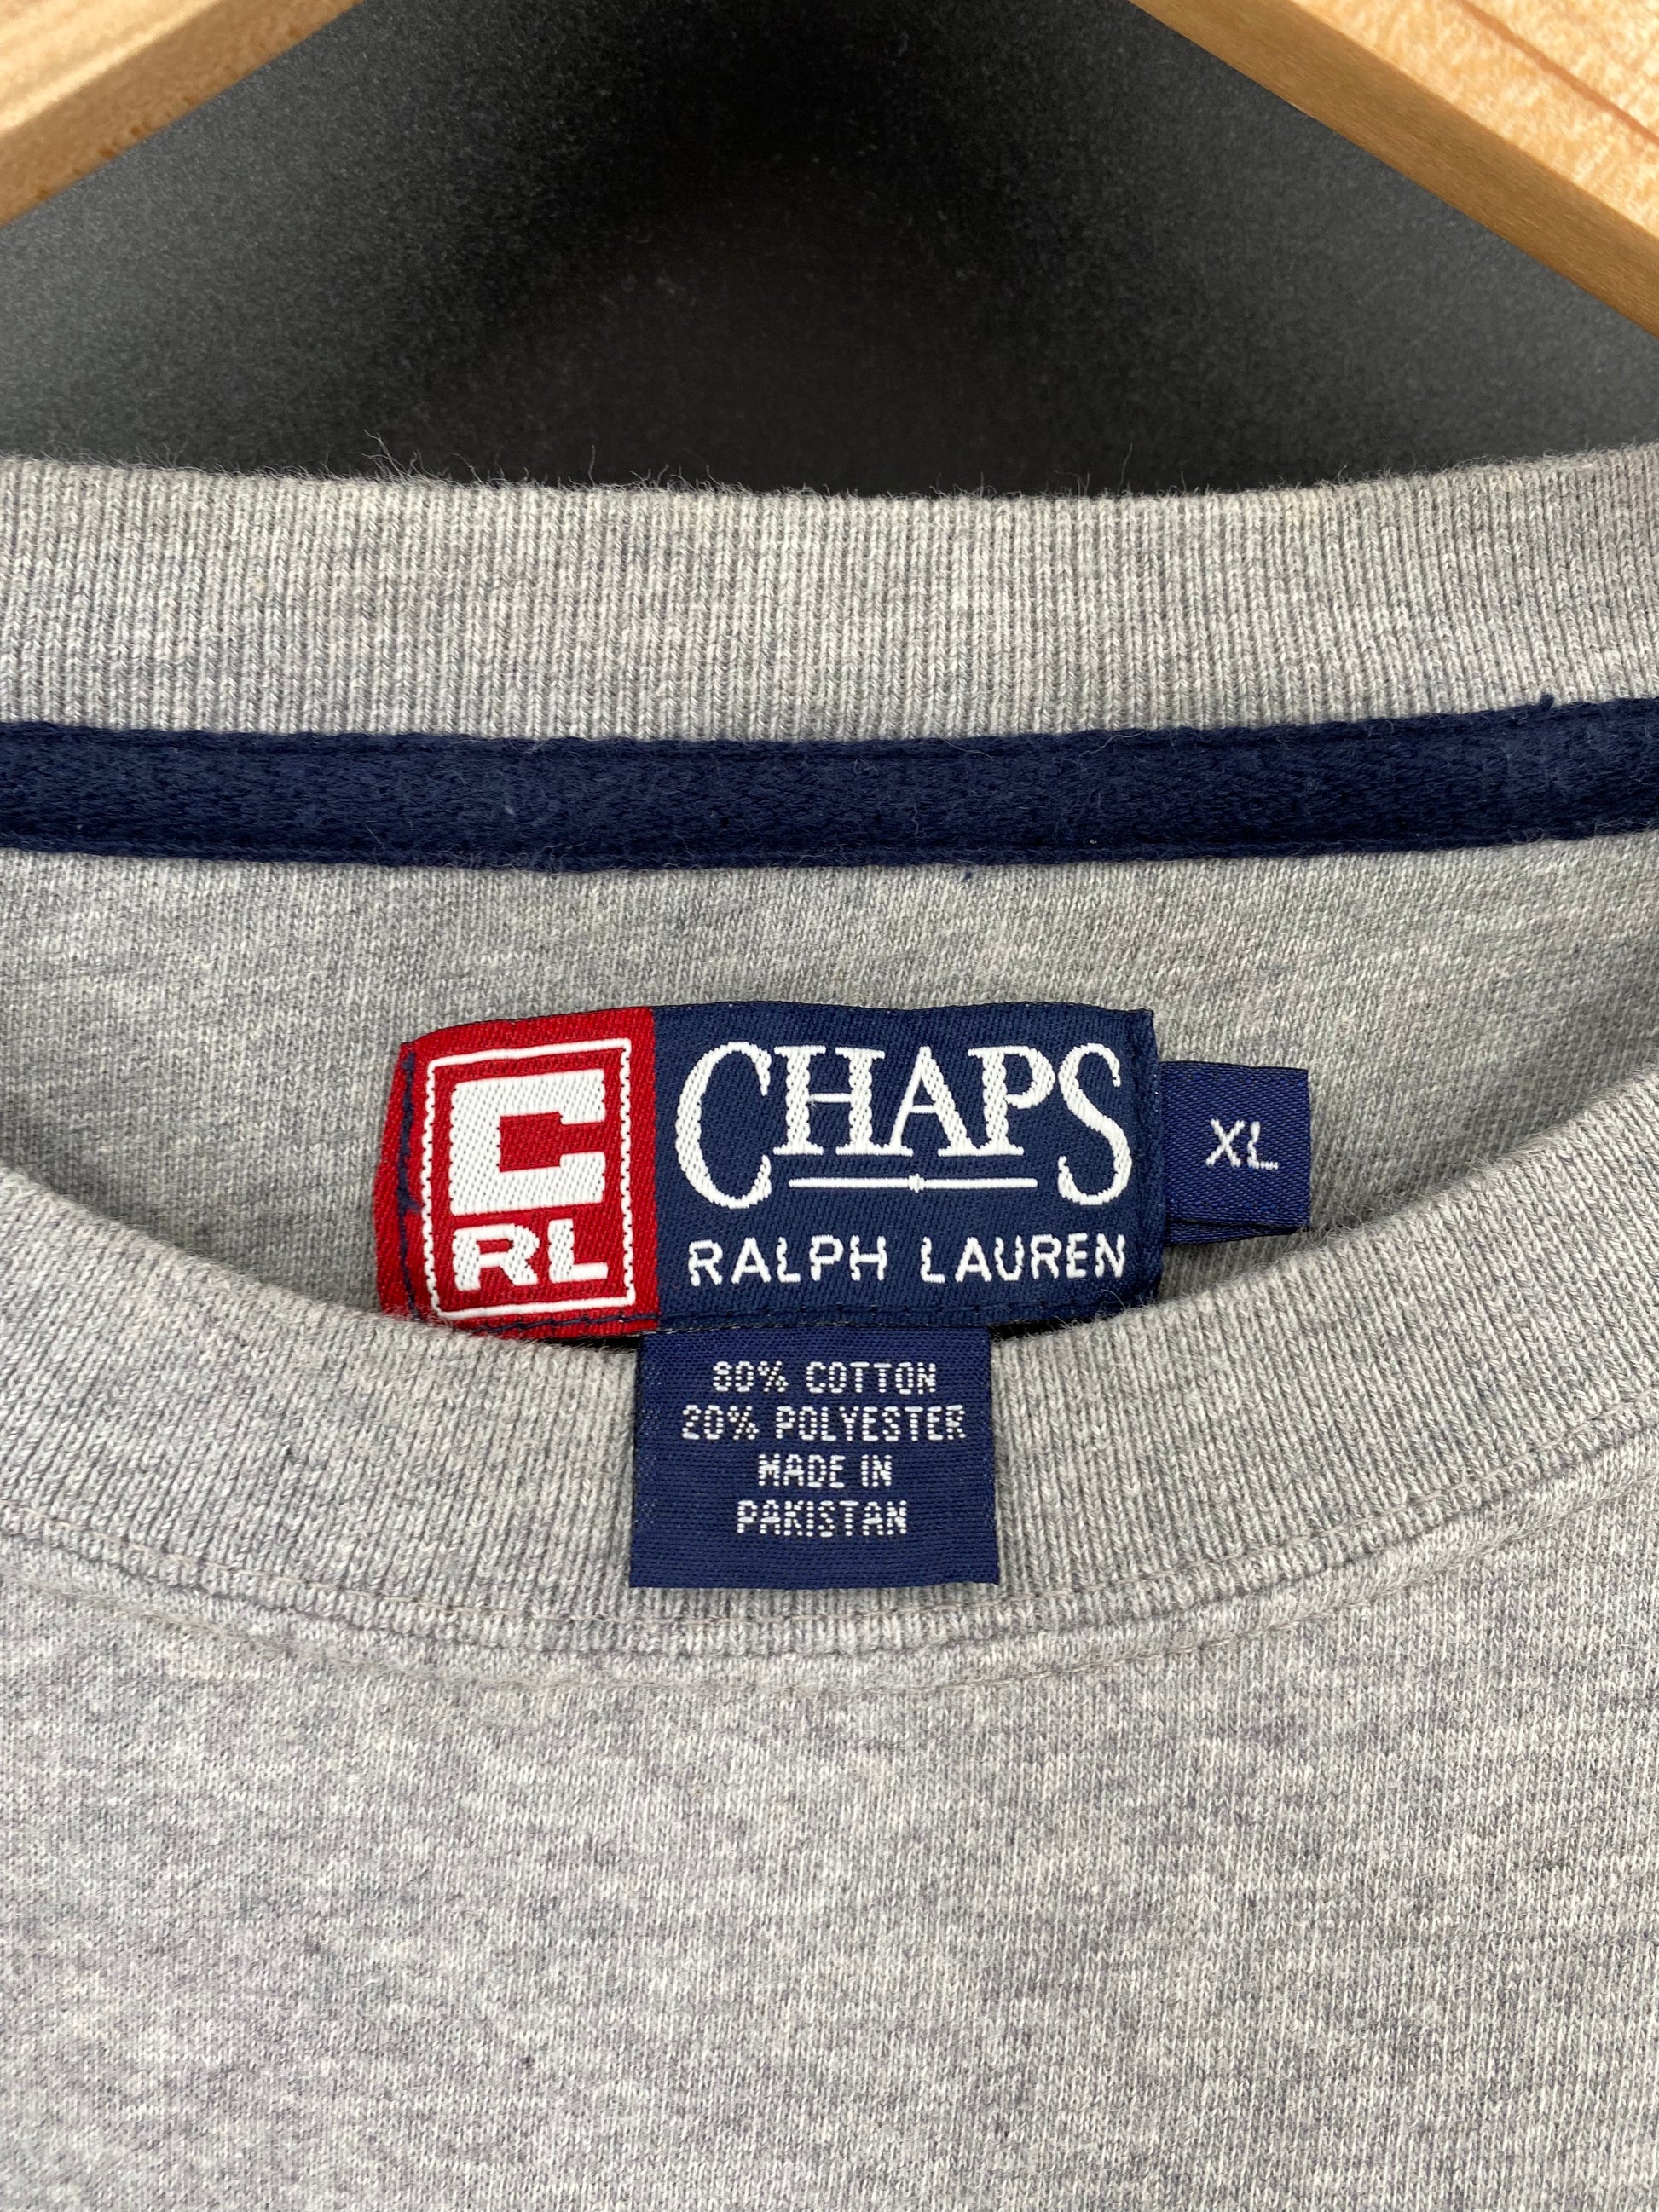 C
RL
CHAPS
RALPH LAUREN
XL
80% COTTON
20% POLYESTER
MADE IN
PAKISTAN